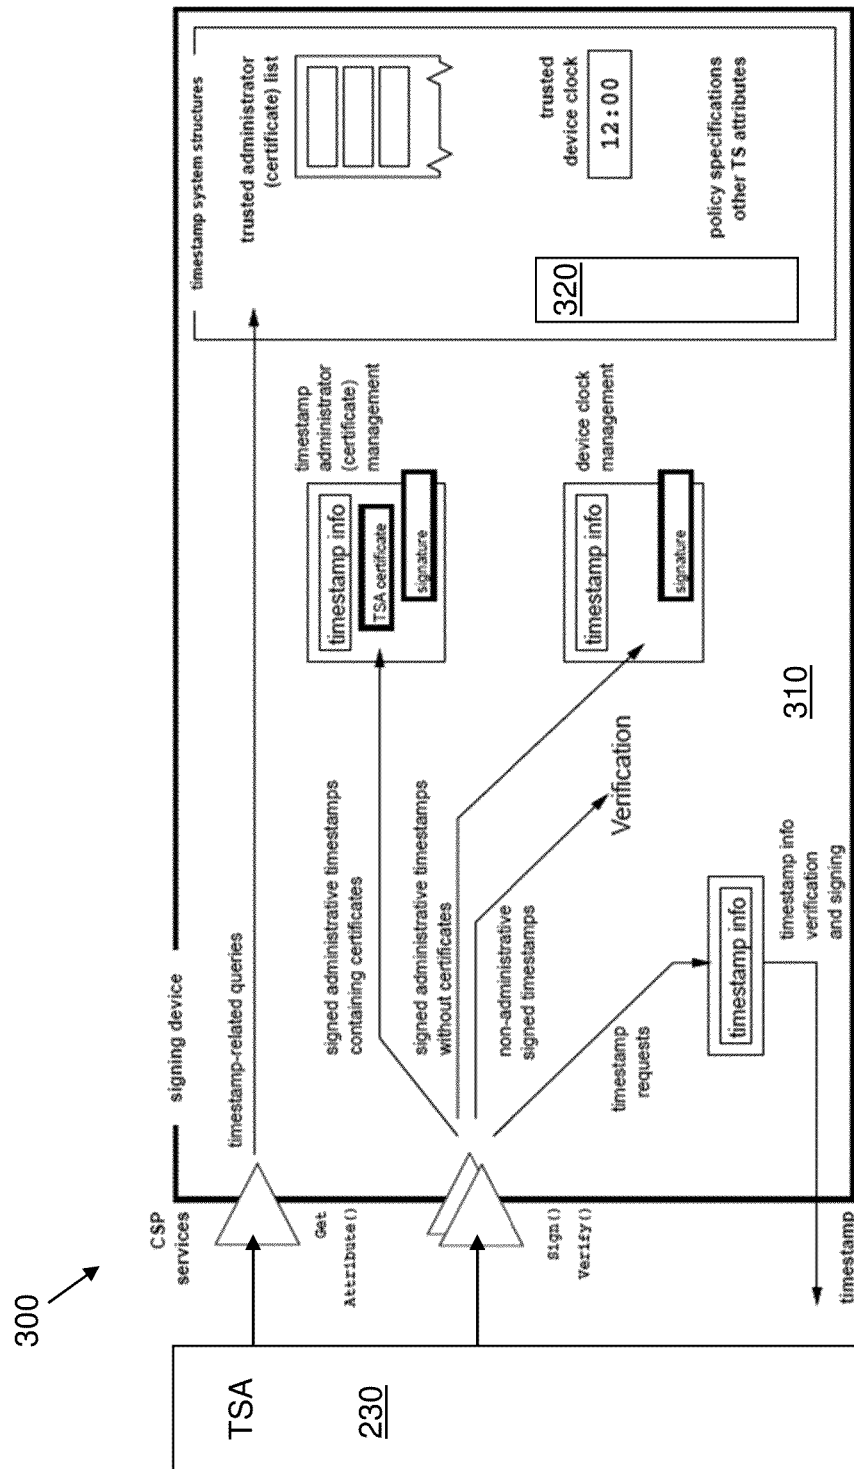 300
CSP
services
signing device
timestamp system structures
timestamp-related queries
trusted administrator
(certificate) list
Get
Attribute()
TSA
230
signed administrative timestamps
containing certificates
timestamp
administrator
(certificate)
management
timestamp info
TSA certificate
signature
signed administrative timestamps
without certificates
non-administrative
signed timestamps
Sign()
Verify()
Verification
device clock
management
timestamp info
signature
trusted
device clock
12:00
320
timestamp
requests
timestamp info
310
policy specifications
other TS attributes
timestamp info
verification
and signing
timestamp